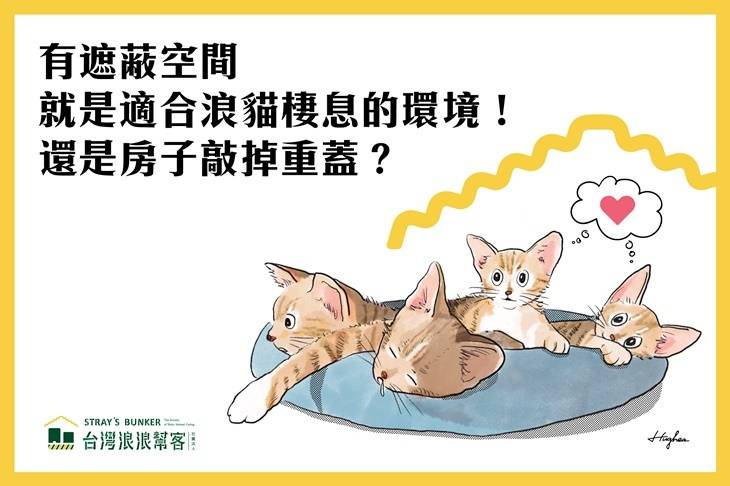 有遮蔽空間
就是適合浪貓棲息的環境！
還是房子敲掉重蓋？
STRAY'S BUNKER
台灣浪浪幫客
Hughes